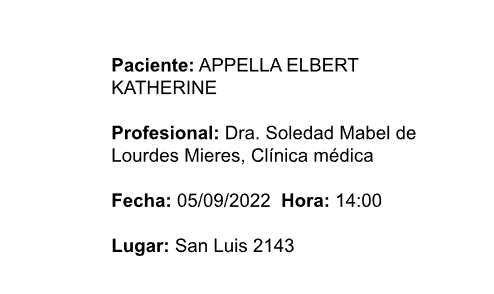 Paciente: APPELLA ELBERT
KATHERINE
Profesional: Dra. Soledad Mabel de
Lourdes Mieres, Clínica médica
Fecha: 05/09/2022 Hora: 14:00
Lugar: San Luis 2143